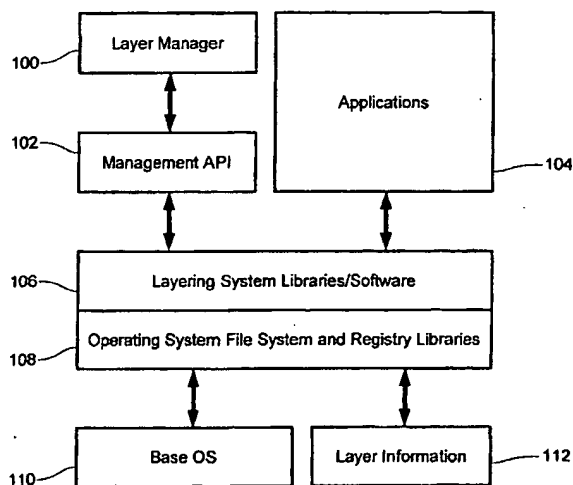 Layer Manager
100
Applications
102
Management API
104
106
Layering System Libraries/Software
108
Operating System File System and Registry Libraries
110
Base OS
Layer Information
112